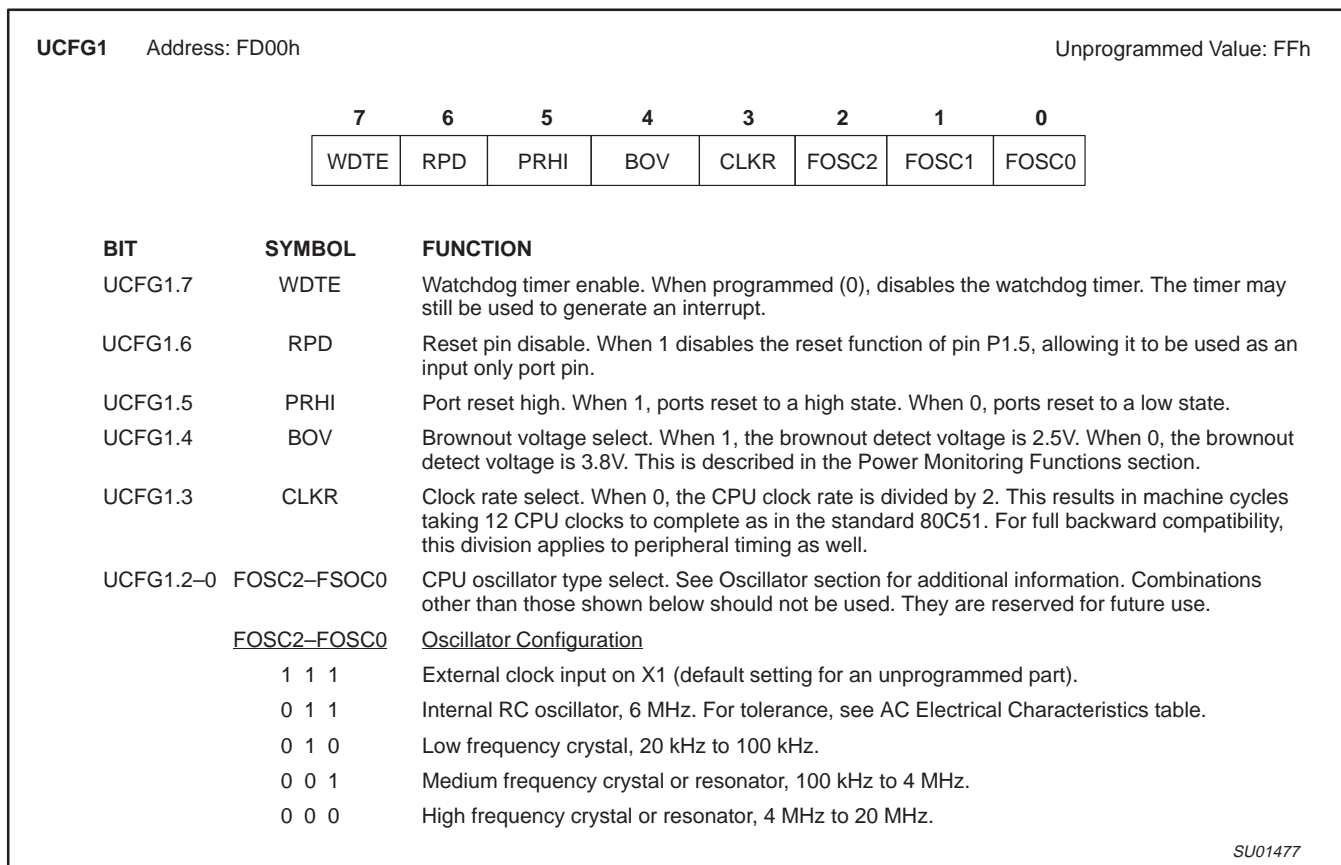 UCFG1 Address: FD00h Unprogrammed Value: FFh
7 6 5 4 3 2 1 0
WDTE RPD PRHI BOV CLKR FOSC2 FOSC1 FOSC0
BIT SYMBOL FUNCTION
UCFG1.7 WDTE Watchdog timer enable. When programmed (0), disables the watchdog timer. The timer may
still be used to generate an interrupt.
UCFG1.6 RPD Reset pin disable. When 1 disables the reset function of pin P1.5, allowing it to be used as an
input only port pin.
UCFG1.5 PRHI Port reset high. When 1, ports reset to a high state. When 0, ports reset to a low state.
UCFG1.4 BOV Brownout voltage select. When 1, the brownout detect voltage is 2.5V. When 0, the brownout
detect voltage is 3.8V. This is described in the Power Monitoring Functions section.
UCFG1.3 CLKR Clock rate select. When 0, the CPU clock rate is divided by 2. This results in machine cycles
taking 12 CPU clocks to complete as in the standard 80C51. For full backward compatibility,
this division applies to peripheral timing as well.
UCFG1.2–0 FOSC2–FSOC0 CPU oscillator type select. See Oscillator section for additional information. Combinations
other than those shown below should not be used. They are reserved for future use.
FOSC2–FOSC0 Oscillator Configuration
1 1 1 External clock input on X1 (default setting for an unprogrammed part).
0 1 1 Internal RC oscillator, 6 MHz. For tolerance, see AC Electrical Characteristics table.
0 1 0 Low frequency crystal, 20 kHz to 100 kHz.
0 0 1 Medium frequency crystal or resonator, 100 kHz to 4 MHz.
0 0 0 High frequency crystal or resonator, 4 MHz to 20 MHz.
SU01477